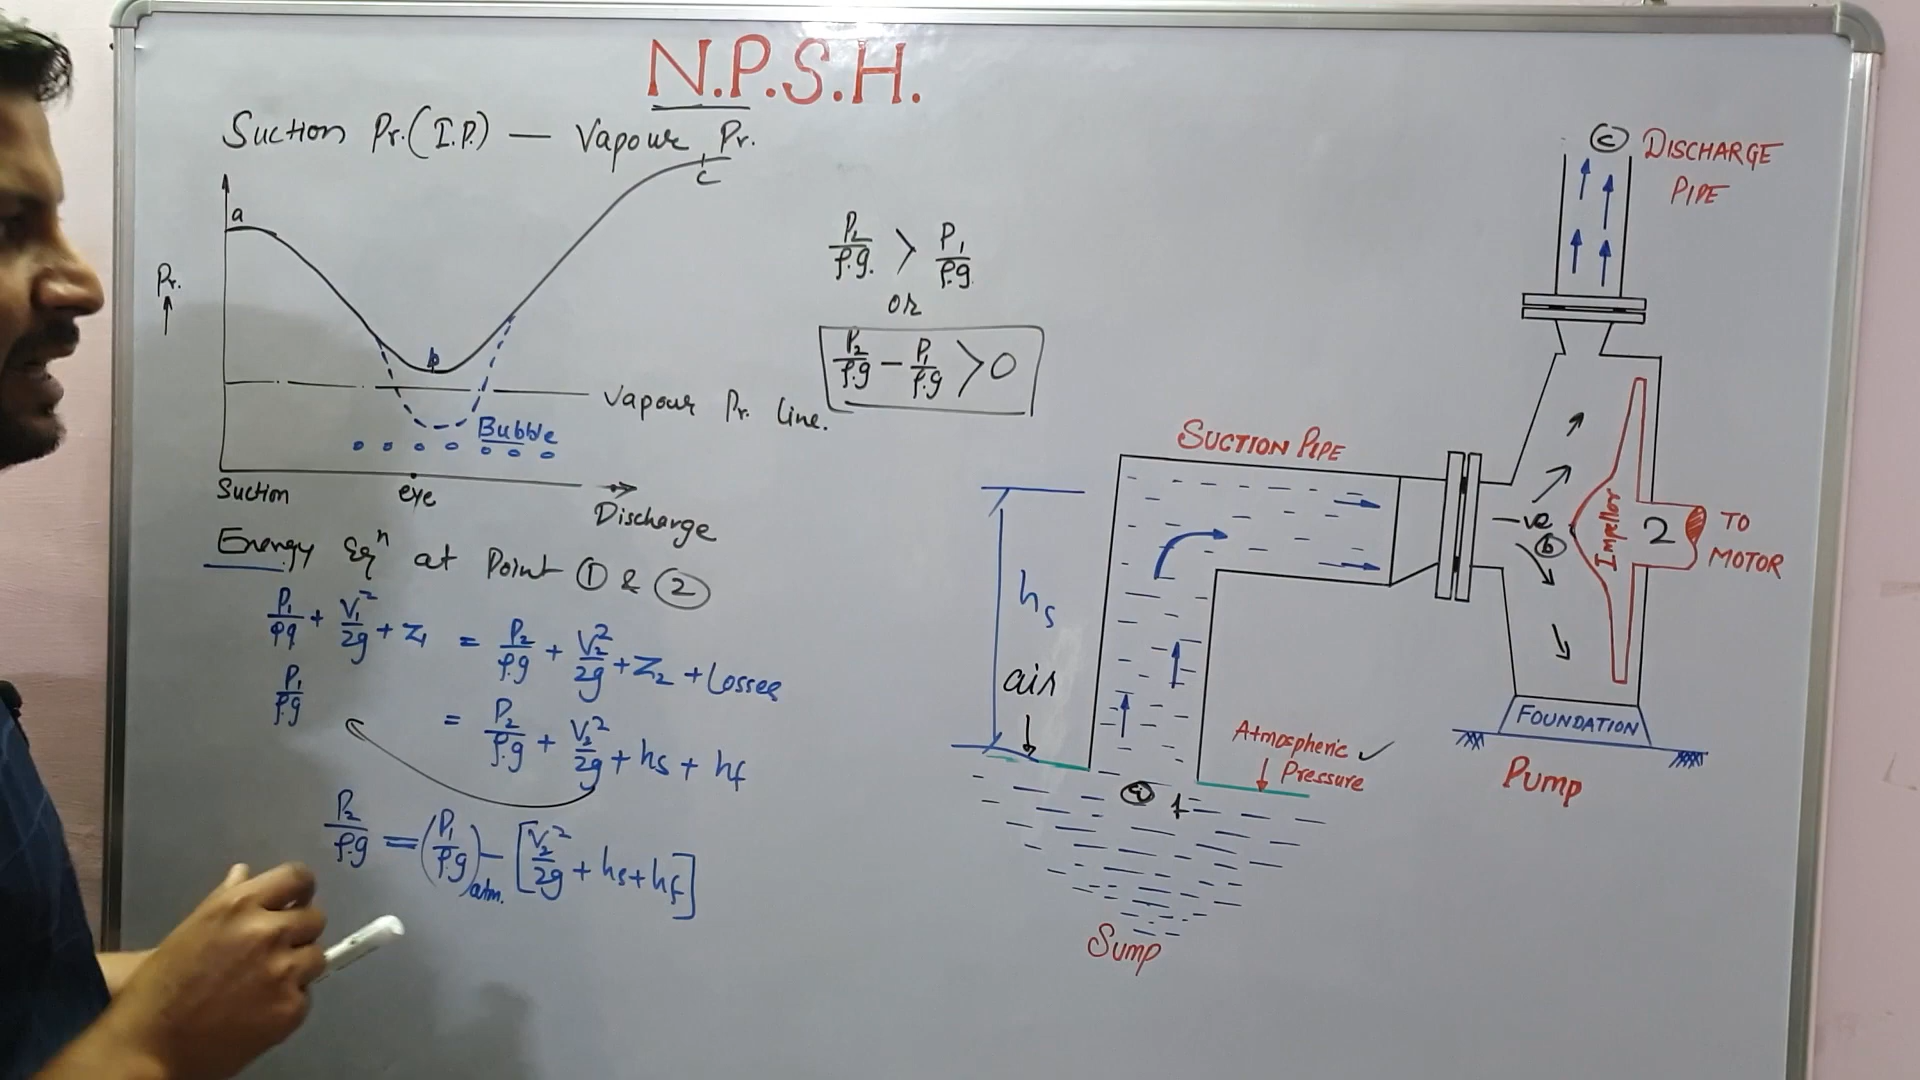 N.P.S.H.
Suction Pr.(I.P.) — Vapour Pr.
a
c
Pr.
b
Vapour Pr. line.
Bubble
Suction
eye
Discharge
P₂/ρ.g. > P₁/ρ.g.
or
P₂/ρ.g - P₁/ρ.g > 0
Energy Eqⁿ at Point ① & ②
P₁/ρg + V₁²/2g + Z₁ = P₂/ρ.g + V₂²/2g + Z₂ + Losses
P₁/ρ.g = P₂/ρ.g + V₂²/2g + hs + hf
P₂/ρ.g = (P₁/ρ.g)atm. - [V₂²/2g + hs + hf]
c DISCHARGE
PIPE
SUCTION PIPE
-ve
b
Impellor
2
TO
MOTOR
hs
air
FOUNDATION
Pump
Atmospheric ✓
Pressure
a 1
Sump